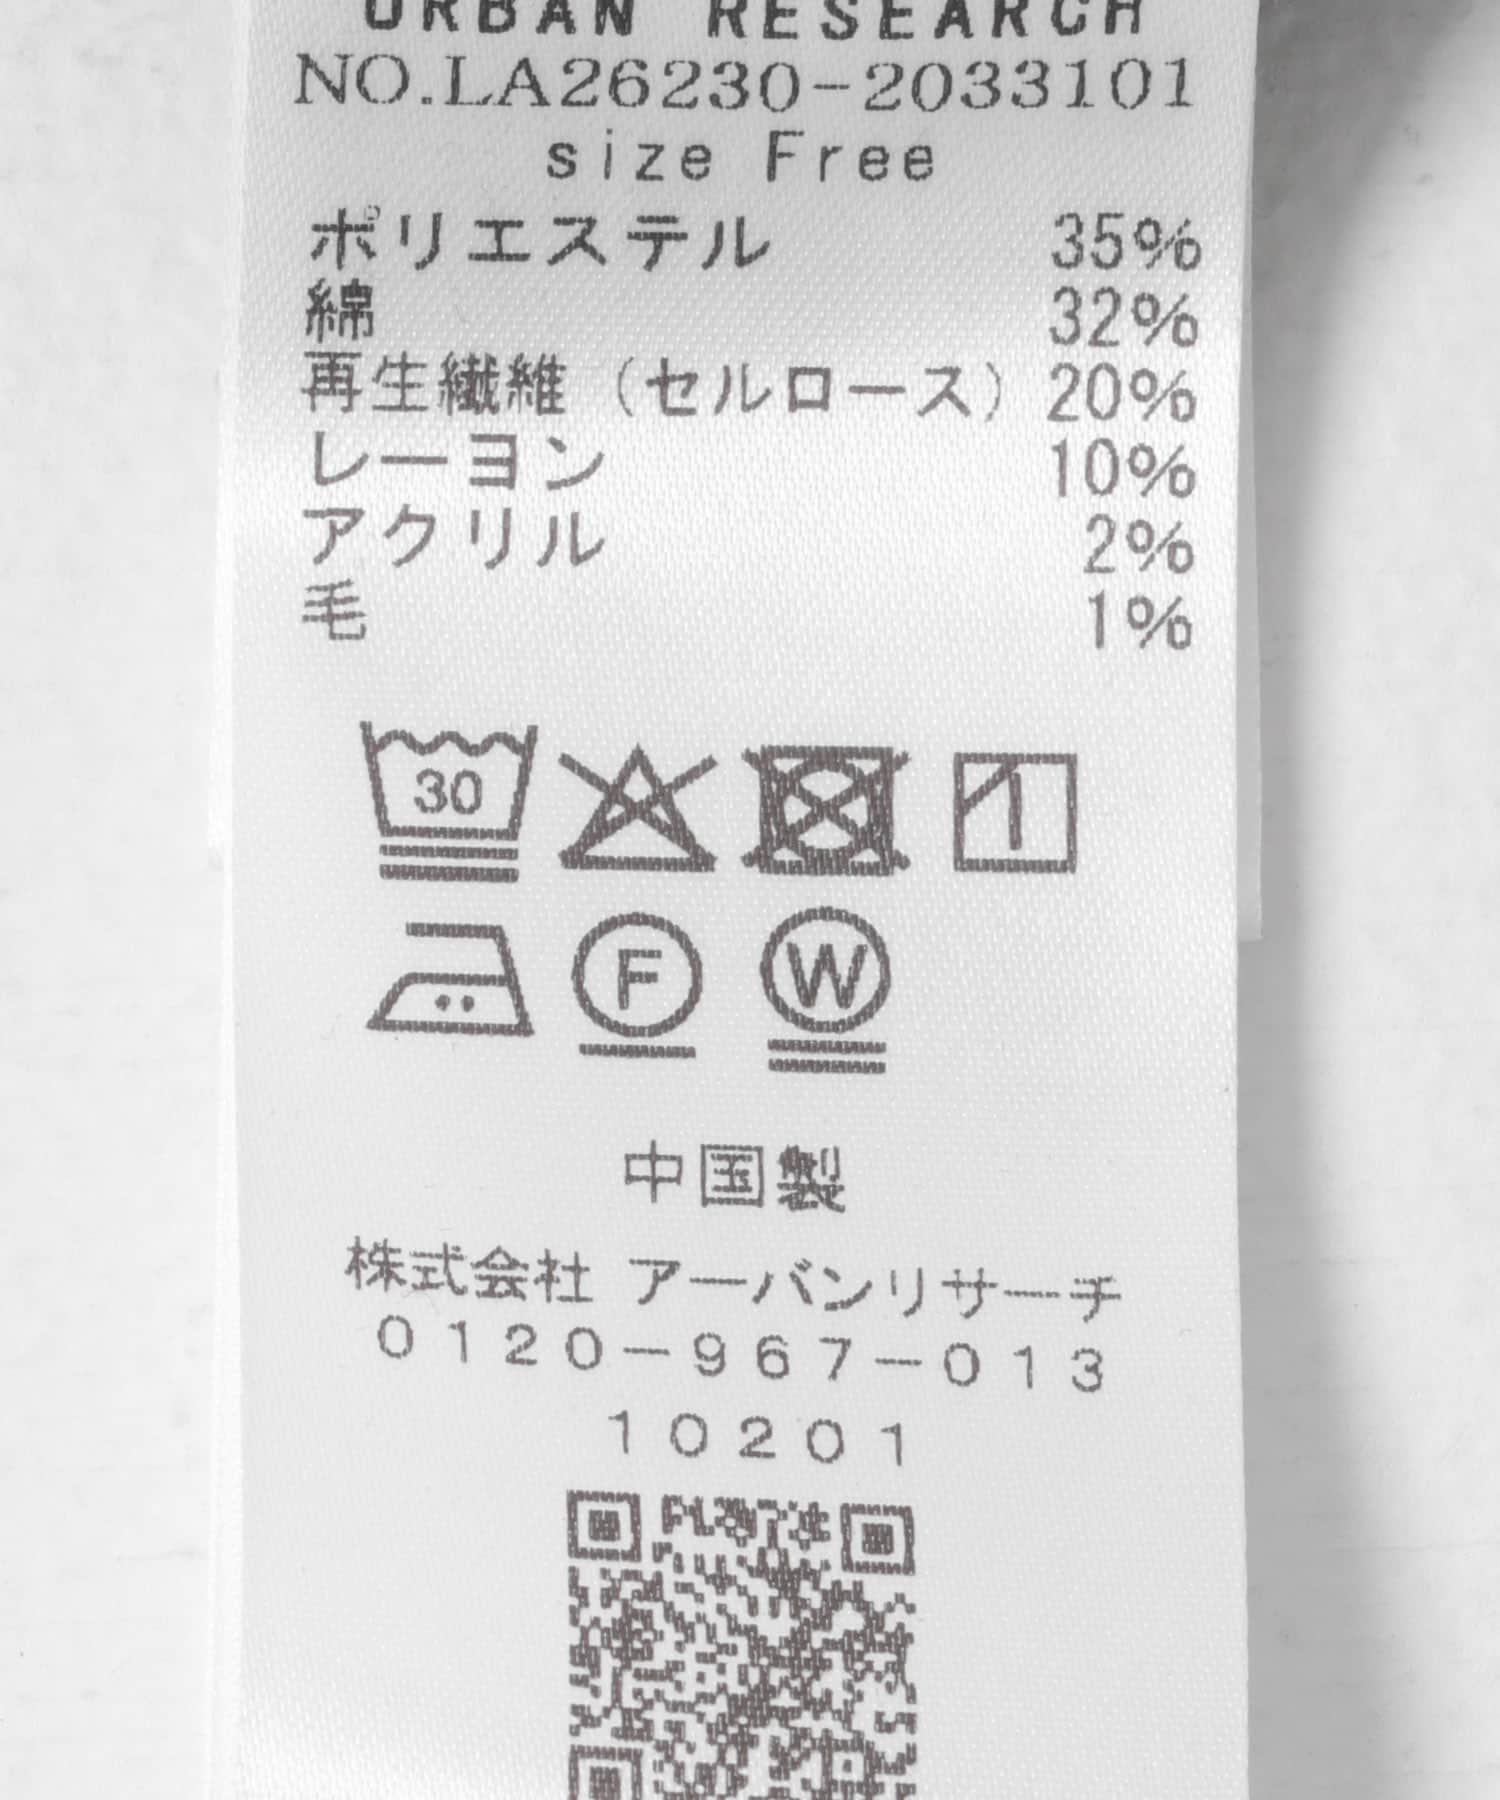 URBAN RESEARCH
NO.LA26230-2033101
size Free
ポリエステル 35%
綿 32%
再生繊維（セルロース）20%
レーヨン 10%
アクリル 2%
毛 1%
30
F
W
中国製
株式会社 アーバンリサーチ
0120-967-013
10201